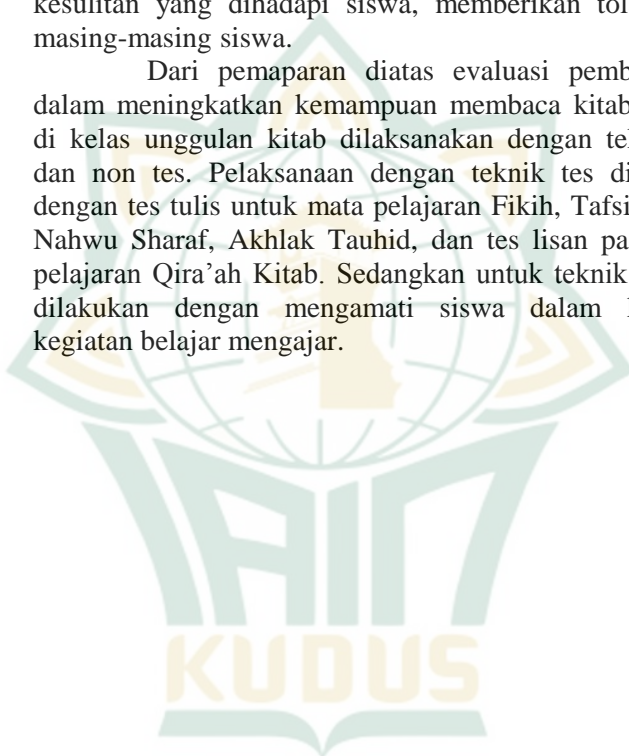 kesulitan yang dihadapi siswa, memberikan tol
masing-masing siswa.
Dari pemaparan diatas evaluasi pemb
dalam meningkatkan kemampuan membaca kitab
di kelas unggulan kitab dilaksanakan dengan te
dan non tes. Pelaksanaan dengan teknik tes di
dengan tes tulis untuk mata pelajaran Fikih, Tafsi
Nahwu Sharaf, Akhlak Tauhid, dan tes lisan pa
pelajaran Qira’ah Kitab. Sedangkan untuk teknik
dilakukan dengan mengamati siswa dalam
kegiatan belajar mengajar.
IAIN
KUDUS